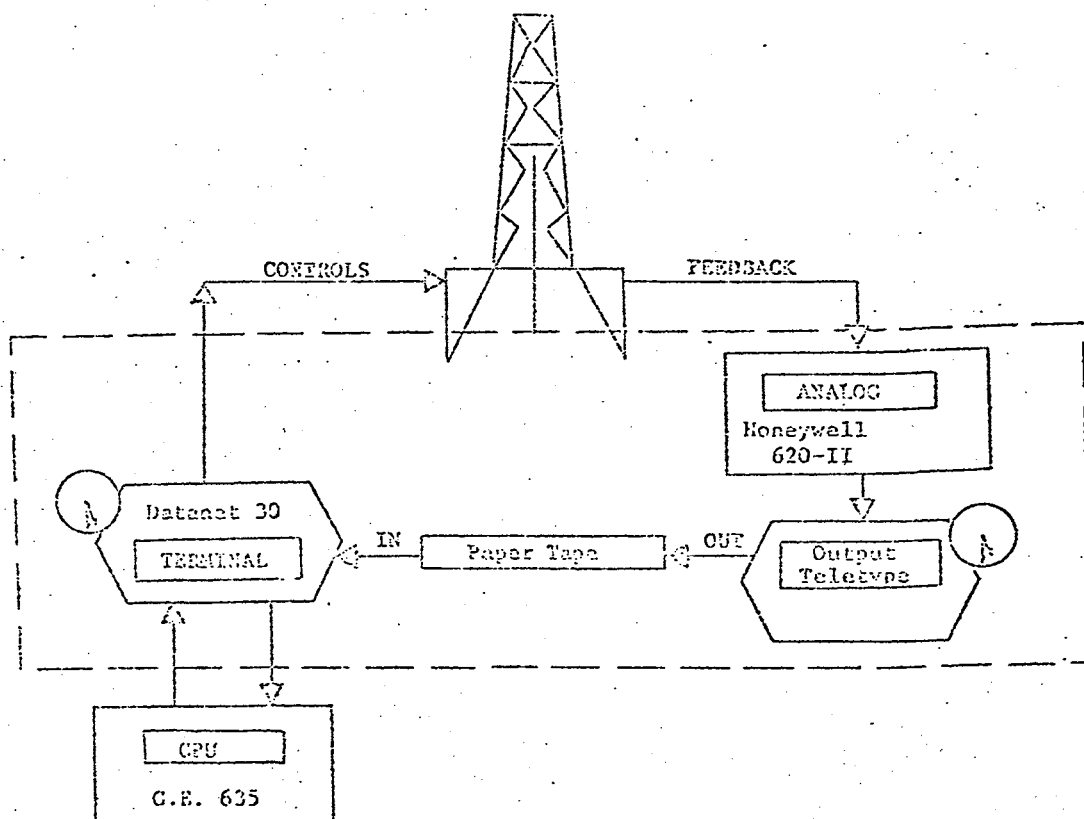 CONTROLS
FEEDBACK
ANALOG
Honeywell
620-II
Datanet 30
TERMINAL
IN
Paper Tape
OUT
Output
Teletype
CPU
G.E. 635